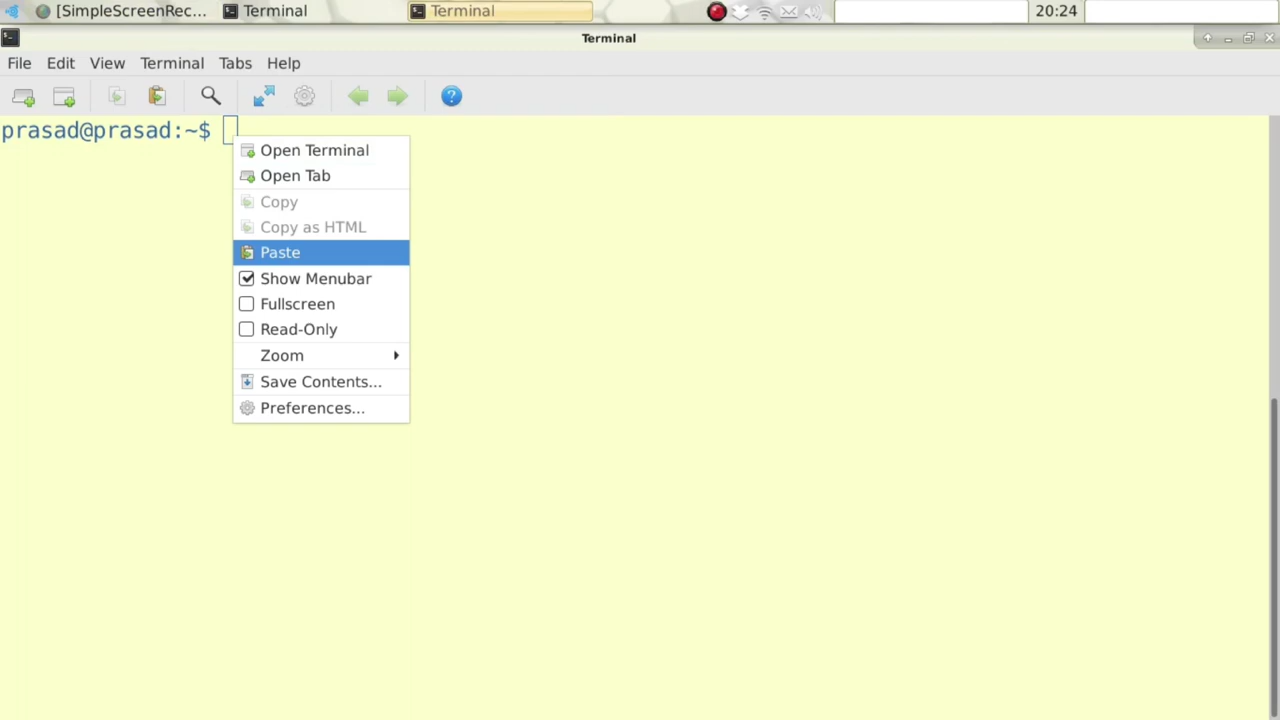 [SimpleScreenRec... Terminal Terminal 20:24
Terminal
File Edit View Terminal Tabs Help
prasad@prasad:~$
Open Terminal
Open Tab
Copy
Copy as HTML
Paste
Show Menubar
Fullscreen
Read-Only
Zoom
Save Contents...
Preferences...